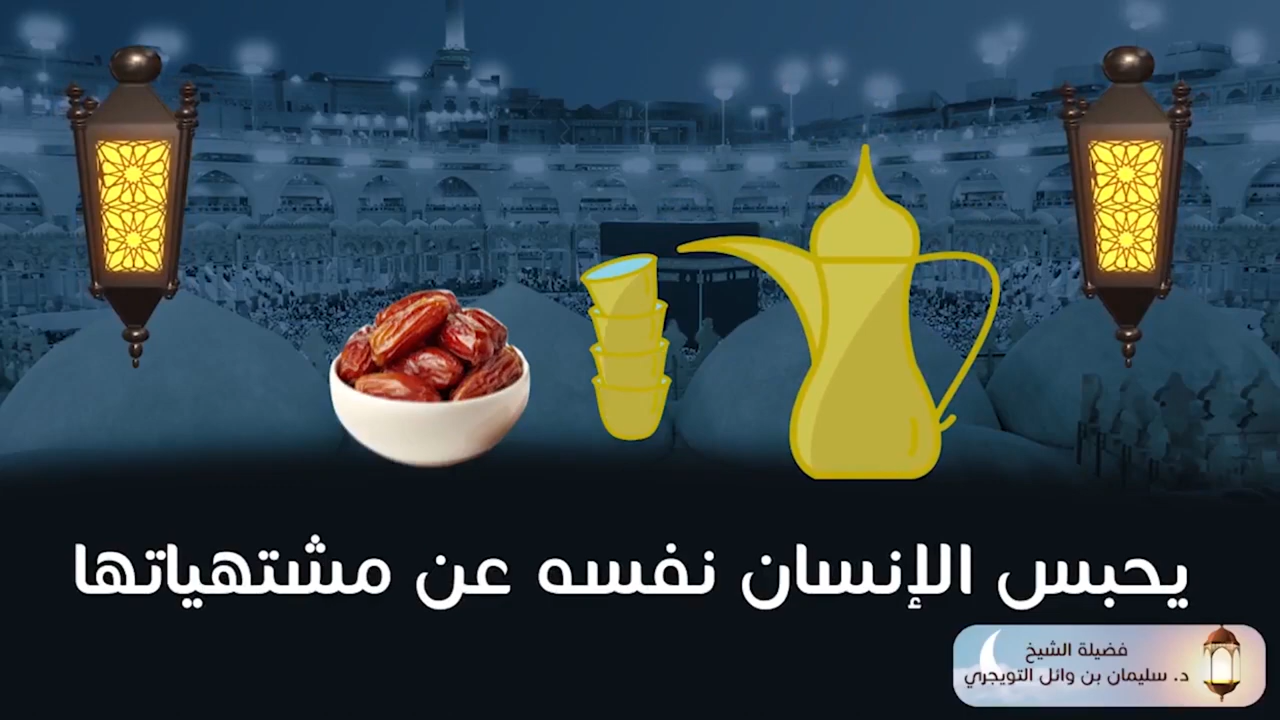 يحبس الإنسان نفسه عن مشتهياتها
فضيلة الشيخ
د. سليمان بن وائل التويجري